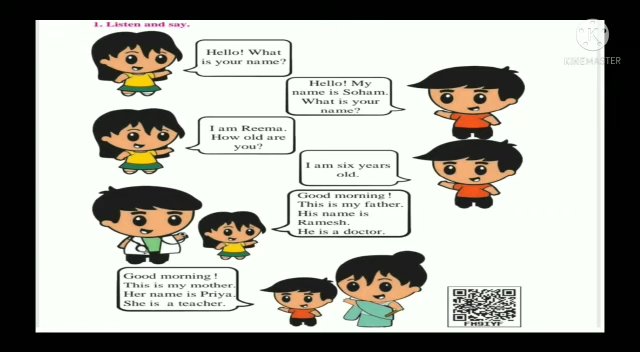 1. Listen and say.
KINEMASTER
Hello! What
is your name?
Hello! My
name is Soham.
What is your
name?
I am Reema.
How old are
you?
I am six years
old.
Good morning !
This is my father.
His name is
Ramesh.
He is a doctor.
Good morning !
This is my mother.
Her name is Priya.
She is a teacher.
FM9IYF